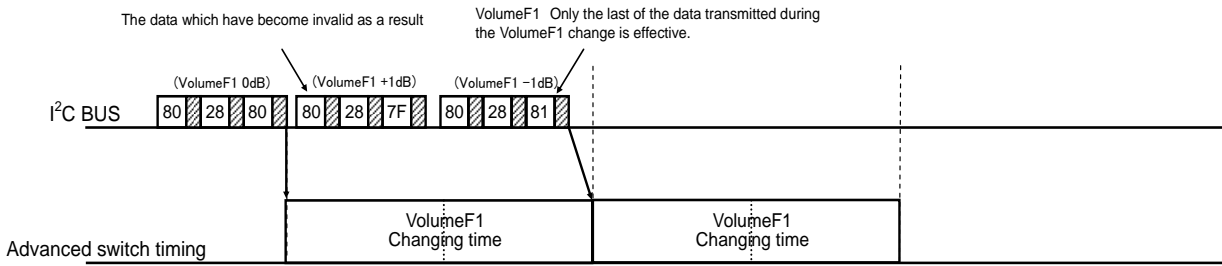 The data which have become invalid as a result
VolumeF1 Only the last of the data transmitted during
the VolumeF1 change is effective.
(VolumeF1 0dB) (VolumeF1 +1dB) (VolumeF1 -1dB)
I²C BUS 80 28 80 80 28 7F 80 28 81
VolumeF1 VolumeF1
Changing time Changing time
Advanced switch timing